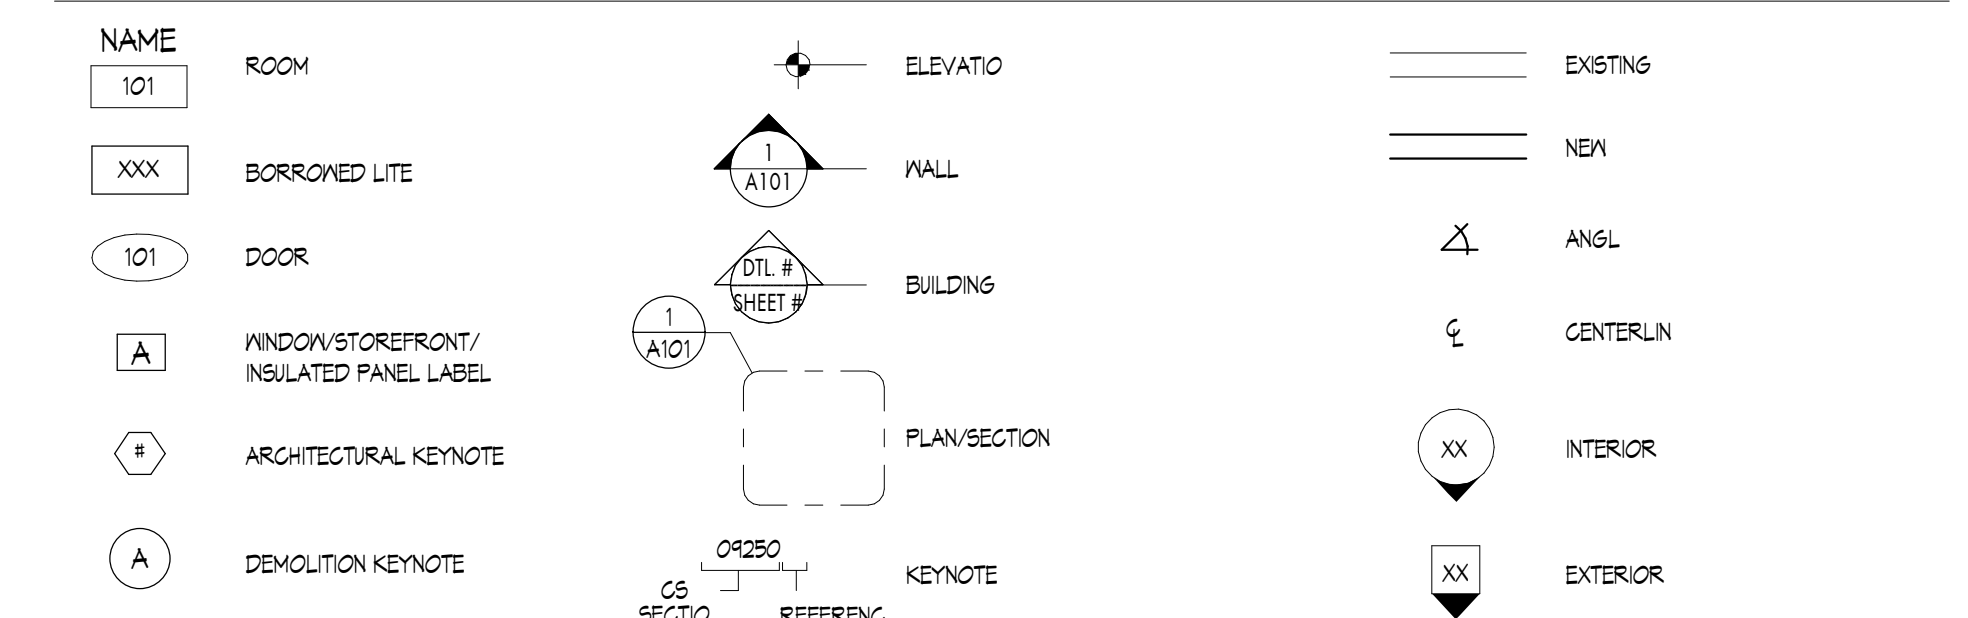 NAME
101
ROOM
XXX
BORROWED LITE
101
DOOR
A
WINDOW/STOREFRONT/
INSULATED PANEL LABEL
#
ARCHITECTURAL KEYNOTE
A
DEMOLITION KEYNOTE
ELEVATIO
1
A101
WALL
DTL. #
SHEET #
BUILDING
1
A101
PLAN/SECTION
09250
KEYNOTE
CS
SECTIO
REFERENC
EXISTING
NEW
ANGL
CENTERLIN
XX
INTERIOR
XX
EXTERIOR